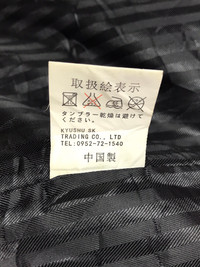 取扱絵表示
タンブラー乾燥は避けて
ください。
KYUSHU SK
TRADING CO., LTD
TEL:0952-72-1540
中国製